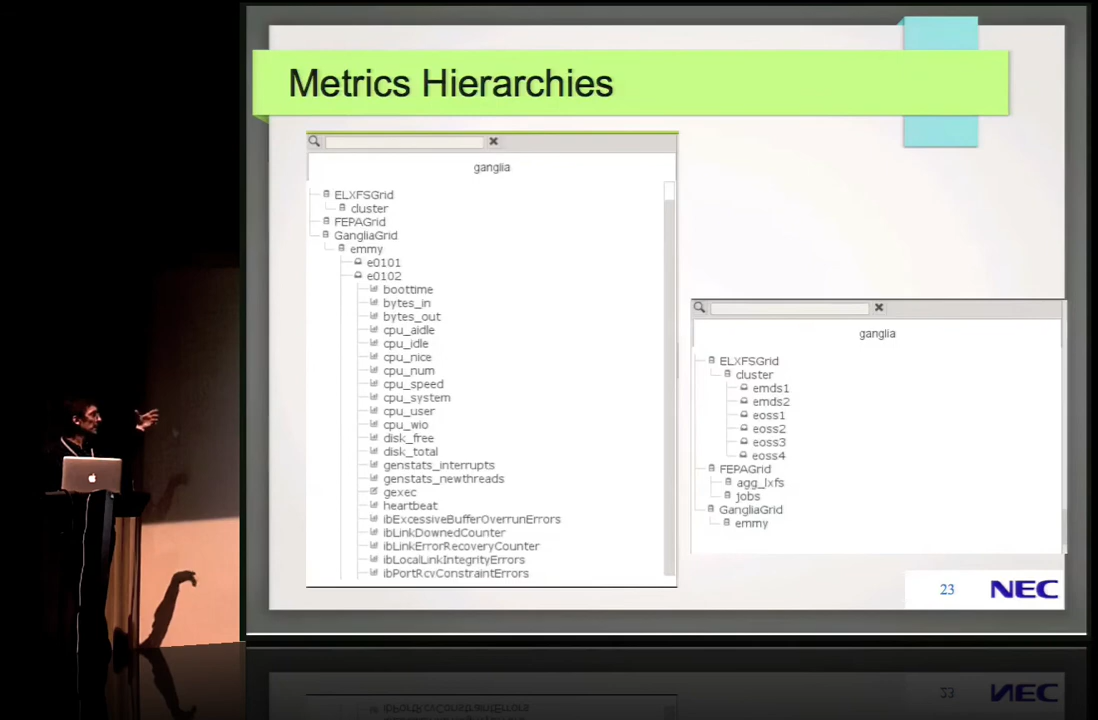 Metrics Hierarchies
ganglia
ELXFSGrid
cluster
FEPAGrid
GangliaGrid
emmy
e0101
e0102
boottime
bytes_in
bytes_out
cpu_aidle
cpu_idle
cpu_nice
cpu_num
cpu_speed
cpu_system
cpu_user
cpu_wio
disk_free
disk_total
genstats_interrupts
genstats_newthreads
gexec
heartbeat
ibExcessiveBufferOverrunErrors
ibLinkDownedCounter
ibLinkErrorRecoveryCounter
ibLocalLinkIntegrityErrors
ibPortRcvConstraintErrors
ganglia
ELXFSGrid
cluster
emds1
emds2
eoss1
eoss2
eoss3
eoss4
FEPAGrid
agg_lxfs
jobs
GangliaGrid
emmy
23
NEC